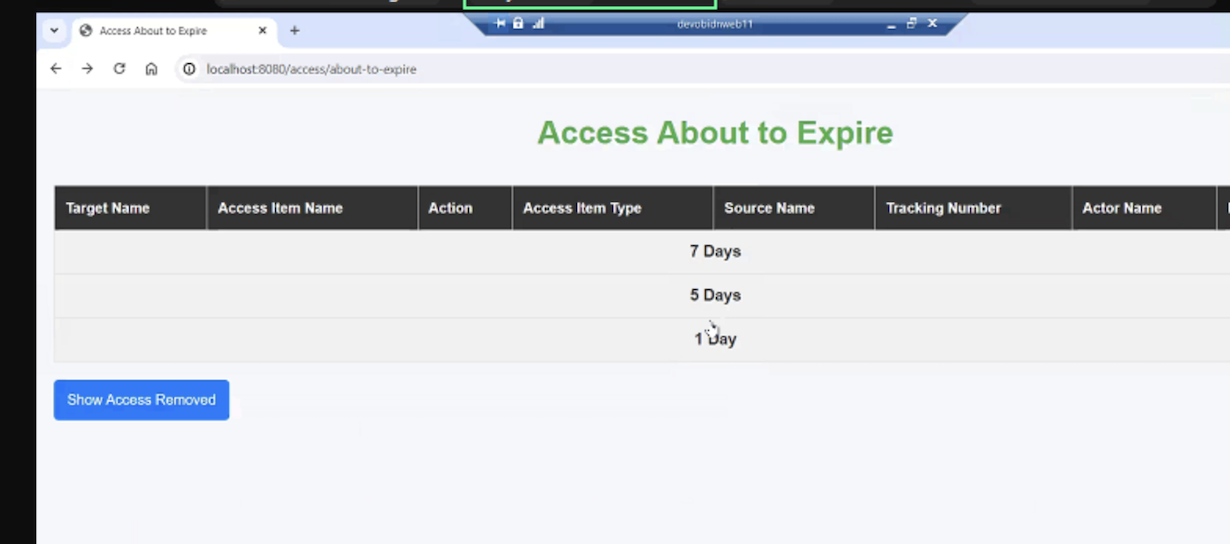 devobidnweb11
Access About to Expire
localhost:8080/access/about-to-expire
Access About to Expire
Target Name Access Item Name Action Access Item Type Source Name Tracking Number Actor Name
7 Days
5 Days
1 Day
Show Access Removed